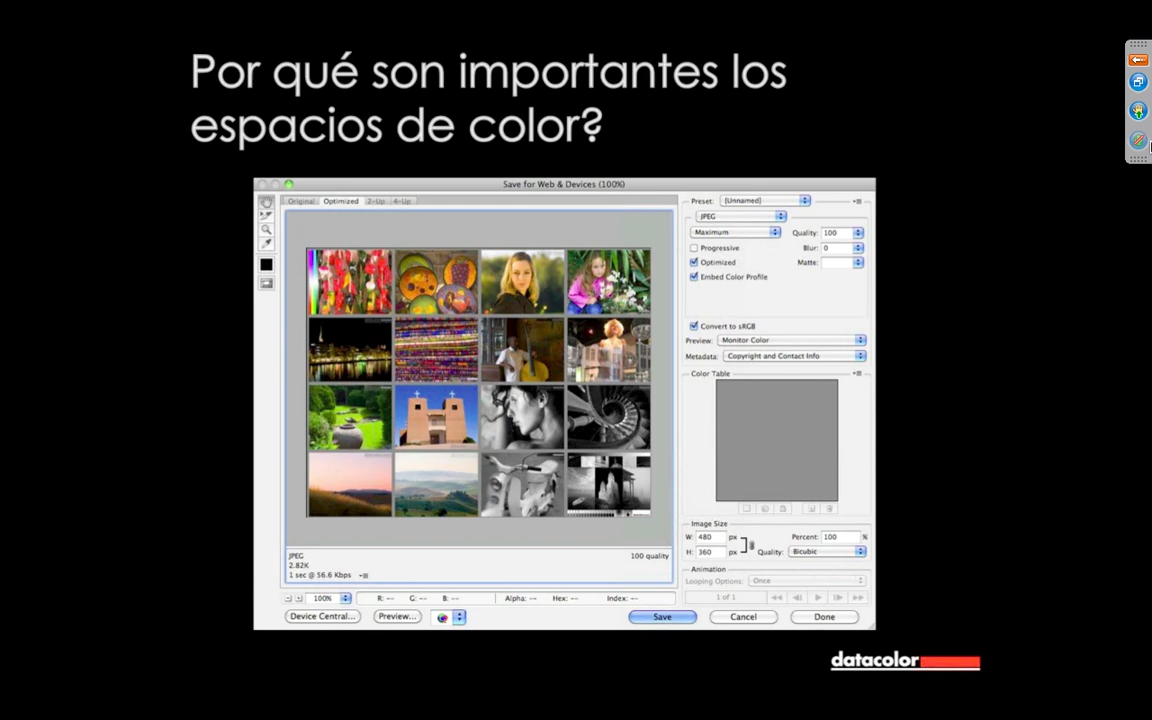 Por qué son importantes los
espacios de color?
Save for Web & Devices (100%)
Original Optimized 2-Up 4-Up
Preset: [Unnamed]
JPEG
Maximum Quality: 100
Progressive Blur: 0
Optimized Matte:
Embed Color Profile
Convert to sRGB
Preview: Monitor Color
Metadata: Copyright and Contact Info
Color Table
Image Size
W: 480 px Percent: 100 %
H: 360 px Quality: Bicubic
Animation
Looping Options: Once
1 of 1
JPEG 100 quality
2.82K
1 sec @ 56.6 Kbps
100% R: -- G: -- B: -- Alpha: -- Hex: -- Index: --
Device Central... Preview... Save Cancel Done
datacolor